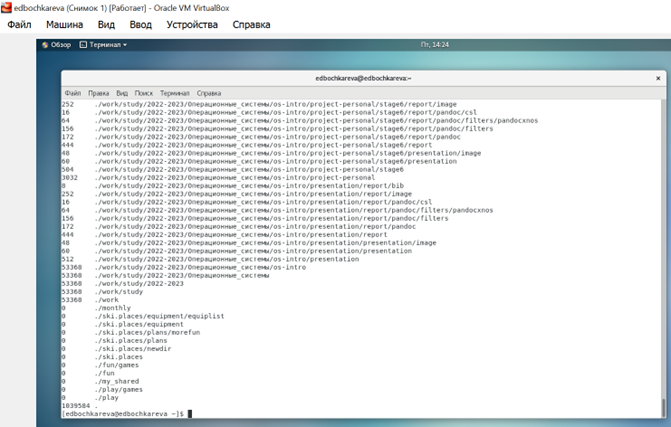 edbochkareva (Снимок 1) [Работает] - Oracle VM VirtualBox
Файл Машина Вид Ввод Устройства Справка
Обзор Терминал Пт, 14:24
edbochkareva@edbochkareva:~
Файл Правка Вид Поиск Терминал Справка
252 ./work/study/2022-2023/Операционные_системы/os-intro/project-personal/stage6/report/image
16 ./work/study/2022-2023/Операционные_системы/os-intro/project-personal/stage6/report/pandoc/csl
64 ./work/study/2022-2023/Операционные_системы/os-intro/project-personal/stage6/report/pandoc/filters/pandocxnos
156 ./work/study/2022-2023/Операционные_системы/os-intro/project-personal/stage6/report/pandoc/filters
172 ./work/study/2022-2023/Операционные_системы/os-intro/project-personal/stage6/report/pandoc
444 ./work/study/2022-2023/Операционные_системы/os-intro/project-personal/stage6/report
48 ./work/study/2022-2023/Операционные_системы/os-intro/project-personal/stage6/presentation/image
60 ./work/study/2022-2023/Операционные_системы/os-intro/project-personal/stage6/presentation
504 ./work/study/2022-2023/Операционные_системы/os-intro/project-personal/stage6
3032 ./work/study/2022-2023/Операционные_системы/os-intro/project-personal
8 ./work/study/2022-2023/Операционные_системы/os-intro/presentation/report/bib
252 ./work/study/2022-2023/Операционные_системы/os-intro/presentation/report/image
16 ./work/study/2022-2023/Операционные_системы/os-intro/presentation/report/pandoc/csl
64 ./work/study/2022-2023/Операционные_системы/os-intro/presentation/report/pandoc/filters/pandocxnos
156 ./work/study/2022-2023/Операционные_системы/os-intro/presentation/report/pandoc/filters
172 ./work/study/2022-2023/Операционные_системы/os-intro/presentation/report/pandoc
444 ./work/study/2022-2023/Операционные_системы/os-intro/presentation/report
48 ./work/study/2022-2023/Операционные_системы/os-intro/presentation/presentation/image
60 ./work/study/2022-2023/Операционные_системы/os-intro/presentation/presentation
512 ./work/study/2022-2023/Операционные_системы/os-intro/presentation
53368 ./work/study/2022-2023/Операционные_системы/os-intro
53368 ./work/study/2022-2023/Операционные_системы
53368 ./work/study/2022-2023
53368 ./work/study
53368 ./work
0 ./monthly
0 ./ski.places/equipment/equiplist
0 ./ski.places/equipment
0 ./ski.places/plans/morefun
0 ./ski.places/plans
0 ./ski.places/newdir
0 ./ski.places
0 ./fun/games
0 ./fun
0 ./my_shared
0 ./play/games
0 ./play
1039584 .
[edbochkareva@edbochkareva ~]$